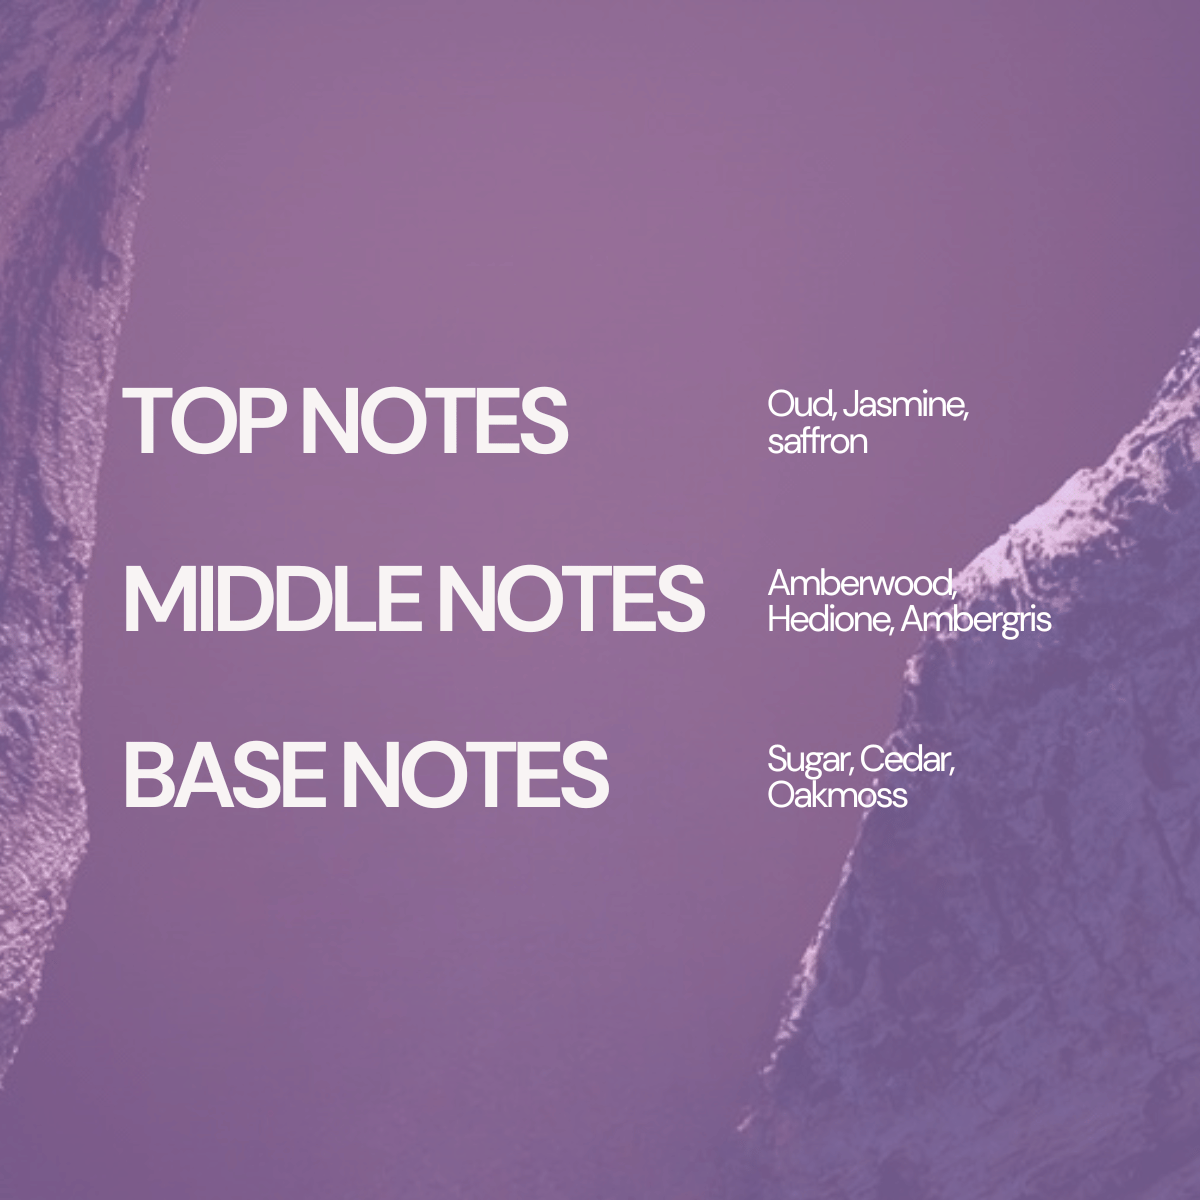 TOP NOTES
Oud, Jasmine,
saffron
MIDDLE NOTES
Amberwood,
Hedione, Ambergris
BASE NOTES
Sugar, Cedar,
Oakmoss